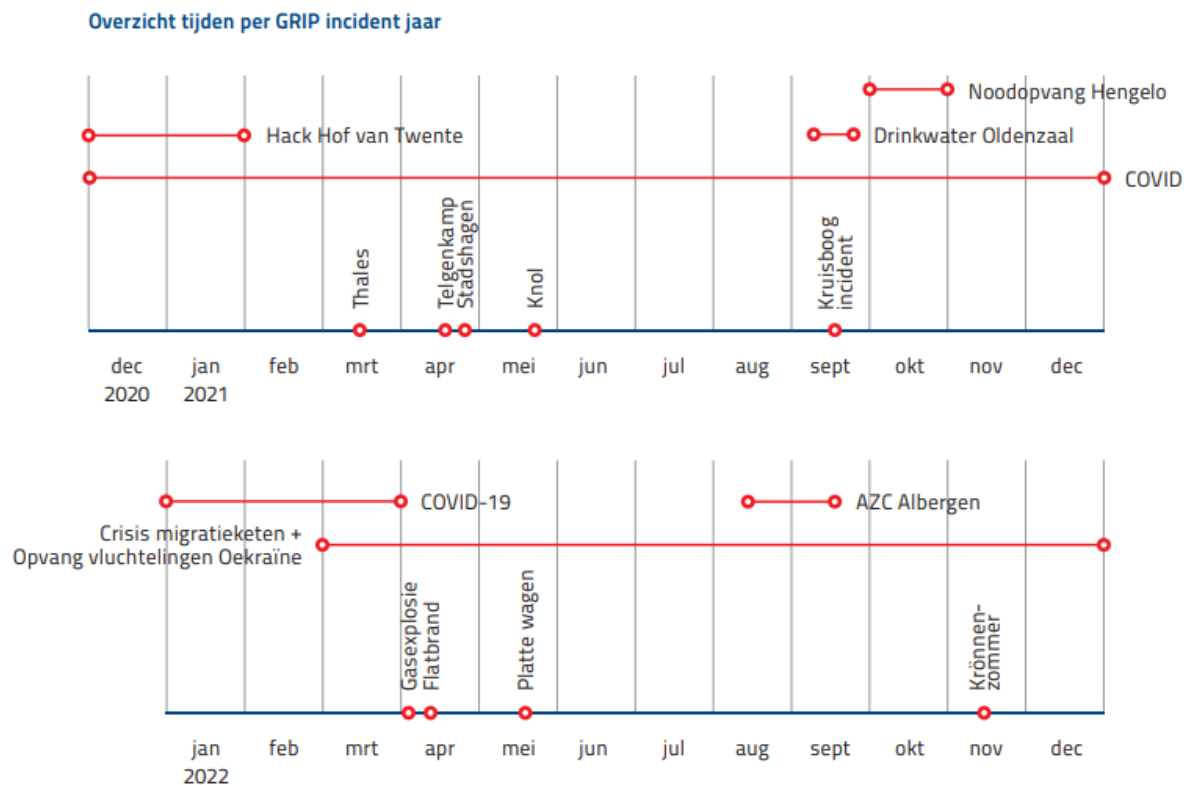 Overzicht tijden per GRIP incident jaar
Noodopvang Hengelo
Hack Hof van Twente
Drinkwater Oldenzaal
COVID
Thales
Telgenkamp
Stadshagen
Knol
Kruisboog
incident
dec jan feb mrt apr mei jun jul aug sept okt nov dec
2020 2021
COVID-19
AZC Albergen
Crisis migratieketen +
Opvang vluchtelingen Oekraïne
Gasexplosie
Flatbrand
Platte wagen
Krönnen-
zommer
jan feb mrt apr mei jun jul aug sept okt nov dec
2022